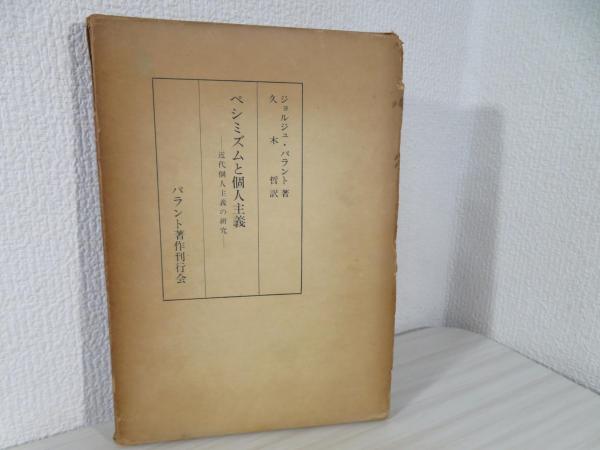 ジョルジュ・パラント著
久木哲訳
ペシミズムと個人主義
―近代個人主義の研究―
パラント著作刊行会